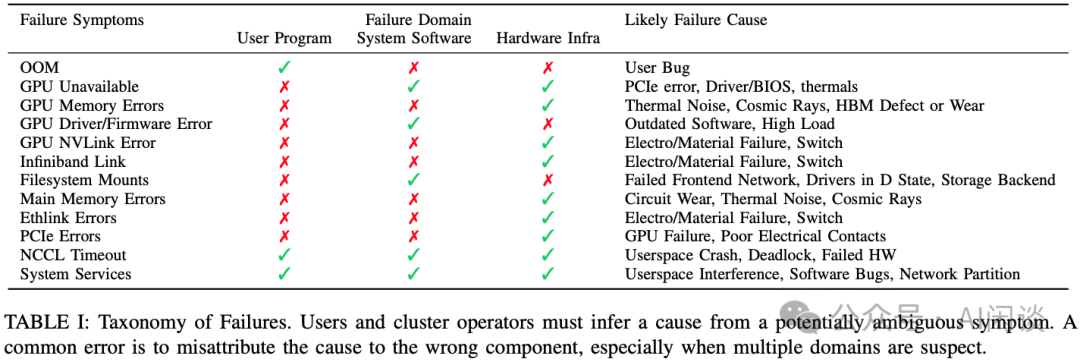 Failure Symptoms Failure Domain Likely Failure Cause
User Program System Software Hardware Infra
OOM ✓ ✗ ✗ User Bug
GPU Unavailable ✗ ✓ ✓ PCIe error, Driver/BIOS, thermals
GPU Memory Errors ✗ ✗ ✓ Thermal Noise, Cosmic Rays, HBM Defect or Wear
GPU Driver/Firmware Error ✗ ✓ ✗ Outdated Software, High Load
GPU NVLink Error ✗ ✗ ✓ Electro/Material Failure, Switch
Infiniband Link ✗ ✗ ✓ Electro/Material Failure, Switch
Filesystem Mounts ✗ ✓ ✗ Failed Frontend Network, Drivers in D State, Storage Backend
Main Memory Errors ✗ ✗ ✓ Circuit Wear, Thermal Noise, Cosmic Rays
Ethlink Errors ✗ ✗ ✓ Electro/Material Failure, Switch
PCIe Errors ✗ ✗ ✓ GPU Failure, Poor Electrical Contacts
NCCL Timeout ✓ ✓ ✓ Userspace Crash, Deadlock, Failed HW
System Services ✓ ✓ ✓ Userspace Interference, Software Bugs, Network Partition
TABLE I: Taxonomy of Failures. Users and cluster operators must infer a cause from a potentially ambiguous symptom. A
common error is to misattribute the cause to the wrong component, especially when multiple domains are suspect.
公众号 · AI闲谈